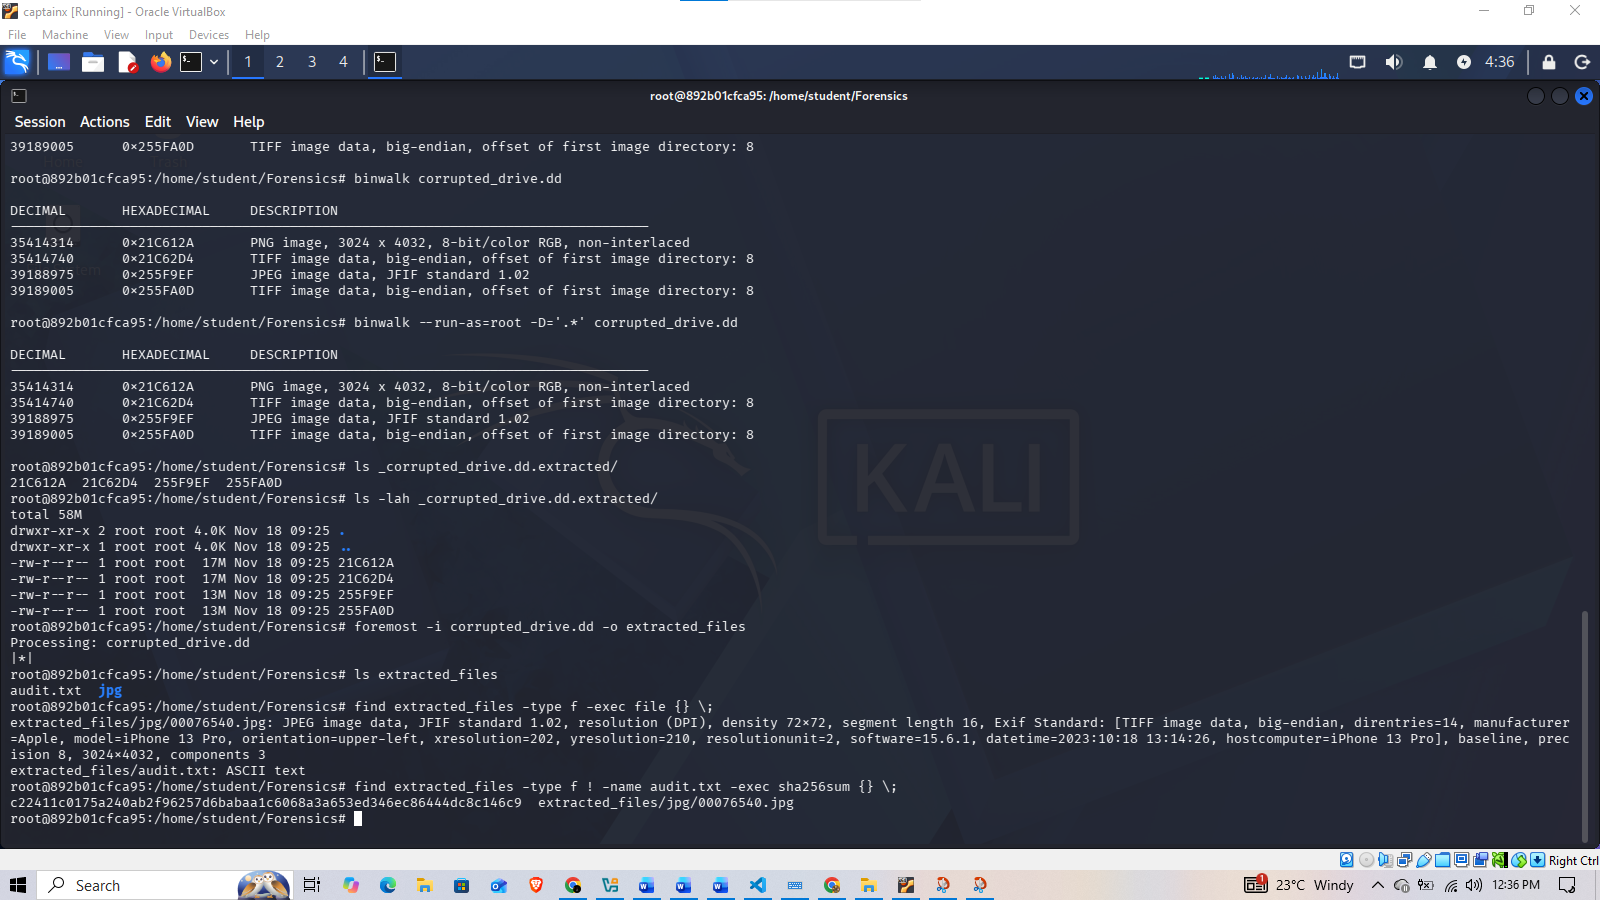 captainx [Running] - Oracle VirtualBox
File Machine View Input Devices Help
1 2 3 4 4:36
root@892b01cfca95: /home/student/Forensics
Session Actions Edit View Help
39189005 0×255FA0D TIFF image data, big-endian, offset of first image directory: 8
root@892b01cfca95:/home/student/Forensics# binwalk corrupted_drive.dd
DECIMAL HEXADECIMAL DESCRIPTION
35414314 0×21C612A PNG image, 3024 x 4032, 8-bit/color RGB, non-interlaced
35414740 0×21C62D4 TIFF image data, big-endian, offset of first image directory: 8
39188975 0×255F9EF JPEG image data, JFIF standard 1.02
39189005 0×255FA0D TIFF image data, big-endian, offset of first image directory: 8
root@892b01cfca95:/home/student/Forensics# binwalk --run-as=root -D='.*' corrupted_drive.dd
DECIMAL HEXADECIMAL DESCRIPTION
35414314 0×21C612A PNG image, 3024 x 4032, 8-bit/color RGB, non-interlaced
35414740 0×21C62D4 TIFF image data, big-endian, offset of first image directory: 8
39188975 0×255F9EF JPEG image data, JFIF standard 1.02
39189005 0×255FA0D TIFF image data, big-endian, offset of first image directory: 8
root@892b01cfca95:/home/student/Forensics# ls _corrupted_drive.dd.extracted/
21C612A 21C62D4 255F9EF 255FA0D
root@892b01cfca95:/home/student/Forensics# ls -lah _corrupted_drive.dd.extracted/
total 58M
drwxr-xr-x 2 root root 4.0K Nov 18 09:25 .
drwxr-xr-x 1 root root 4.0K Nov 18 09:25 ..
-rw-r--r-- 1 root root 17M Nov 18 09:25 21C612A
-rw-r--r-- 1 root root 17M Nov 18 09:25 21C62D4
-rw-r--r-- 1 root root 13M Nov 18 09:25 255F9EF
-rw-r--r-- 1 root root 13M Nov 18 09:25 255FA0D
root@892b01cfca95:/home/student/Forensics# foremost -i corrupted_drive.dd -o extracted_files
Processing: corrupted_drive.dd
|*|
root@892b01cfca95:/home/student/Forensics# ls extracted_files
audit.txt jpg
root@892b01cfca95:/home/student/Forensics# find extracted_files -type f -exec file {} \;
extracted_files/jpg/00076540.jpg: JPEG image data, JFIF standard 1.02, resolution (DPI), density 72×72, segment length 16, Exif Standard: [TIFF image data, big-endian, direntries=14, manufacturer
=Apple, model=iPhone 13 Pro, orientation=upper-left, xresolution=202, yresolution=210, resolutionunit=2, software=15.6.1, datetime=2023:10:18 13:14:26, hostcomputer=iPhone 13 Pro], baseline, prec
ision 8, 3024×4032, components 3
extracted_files/audit.txt: ASCII text
root@892b01cfca95:/home/student/Forensics# find extracted_files -type f ! -name audit.txt -exec sha256sum {} \;
c22411c0175a240ab2f96257d6babaa1c6068a3a653ed346ec86444dc8c146c9 extracted_files/jpg/00076540.jpg
root@892b01cfca95:/home/student/Forensics#
KALI
Right Ctrl
Search 1 23°C Windy 12:36 PM